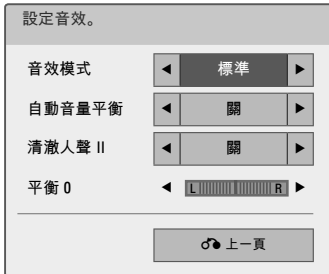 設定音效。
音效模式 ◀ 標準 ▶
自動音量平衡 ◀ 關 ▶
清澈人聲 II ◀ 關 ▶
平衡 0 ◀ L R ▶
上一頁